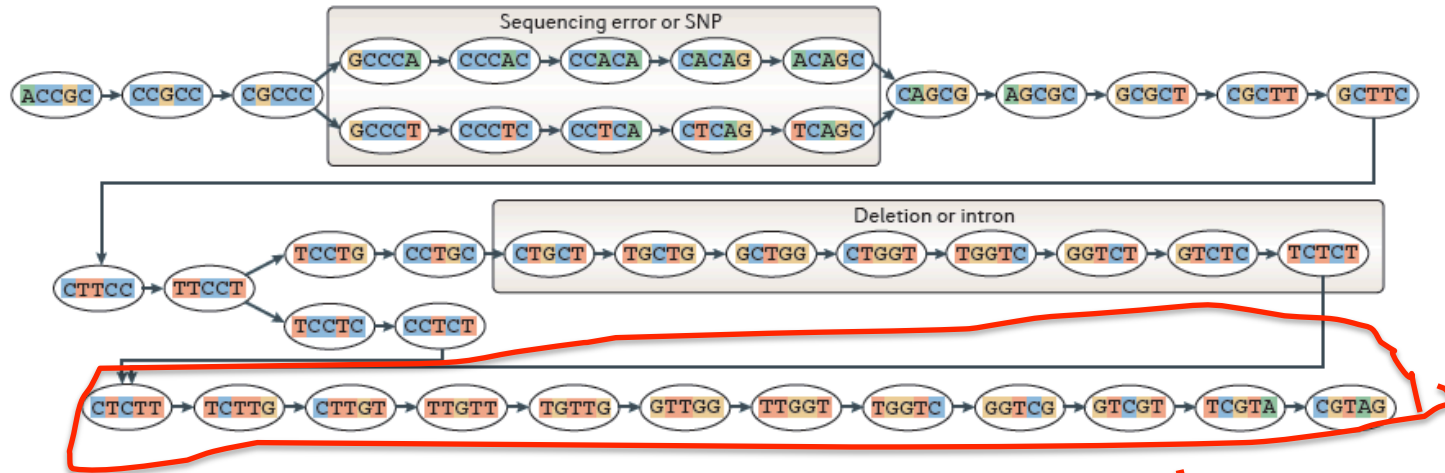 Sequencing error or SNP
GCCCA CCCAC CCACA CACAG ACAGC
ACCGC CCGCC CGCCC CAGCG AGCGC GCGCT CGCTT GCTTC
GCCCT CCCTC CCTCA CTCAG TCAGC
Deletion or intron
TCCTG CCTGC CTGCT TGCTG GCTGG CTGGT TGGTC GGTCT GTCTC TCTCT
CTTCC TTCCT
TCCTC CCTCT
CTCTT TCTTG CTTGT TTGTT TGTTG GTTGG TTGGT TGGTC GGTCG GTCGT TCGTA CGTAG